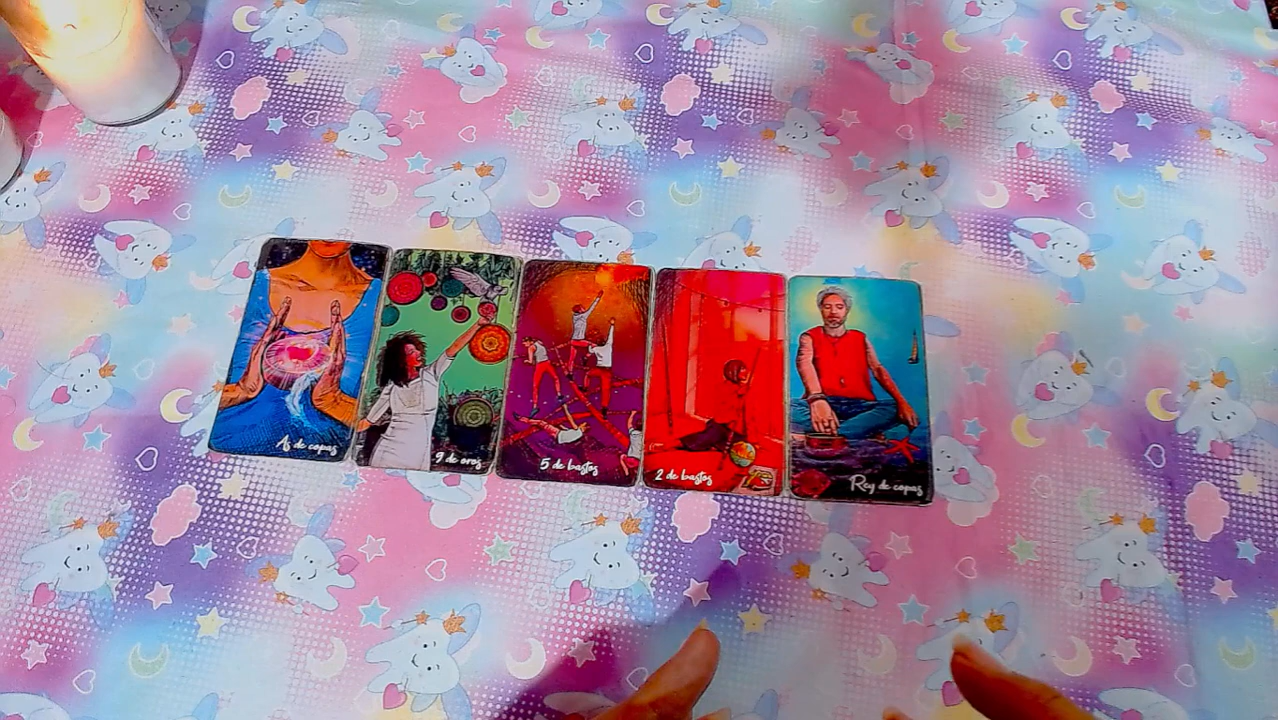 As de copas
9 de oros
5 de bastos
2 de bastos
Rey de copas